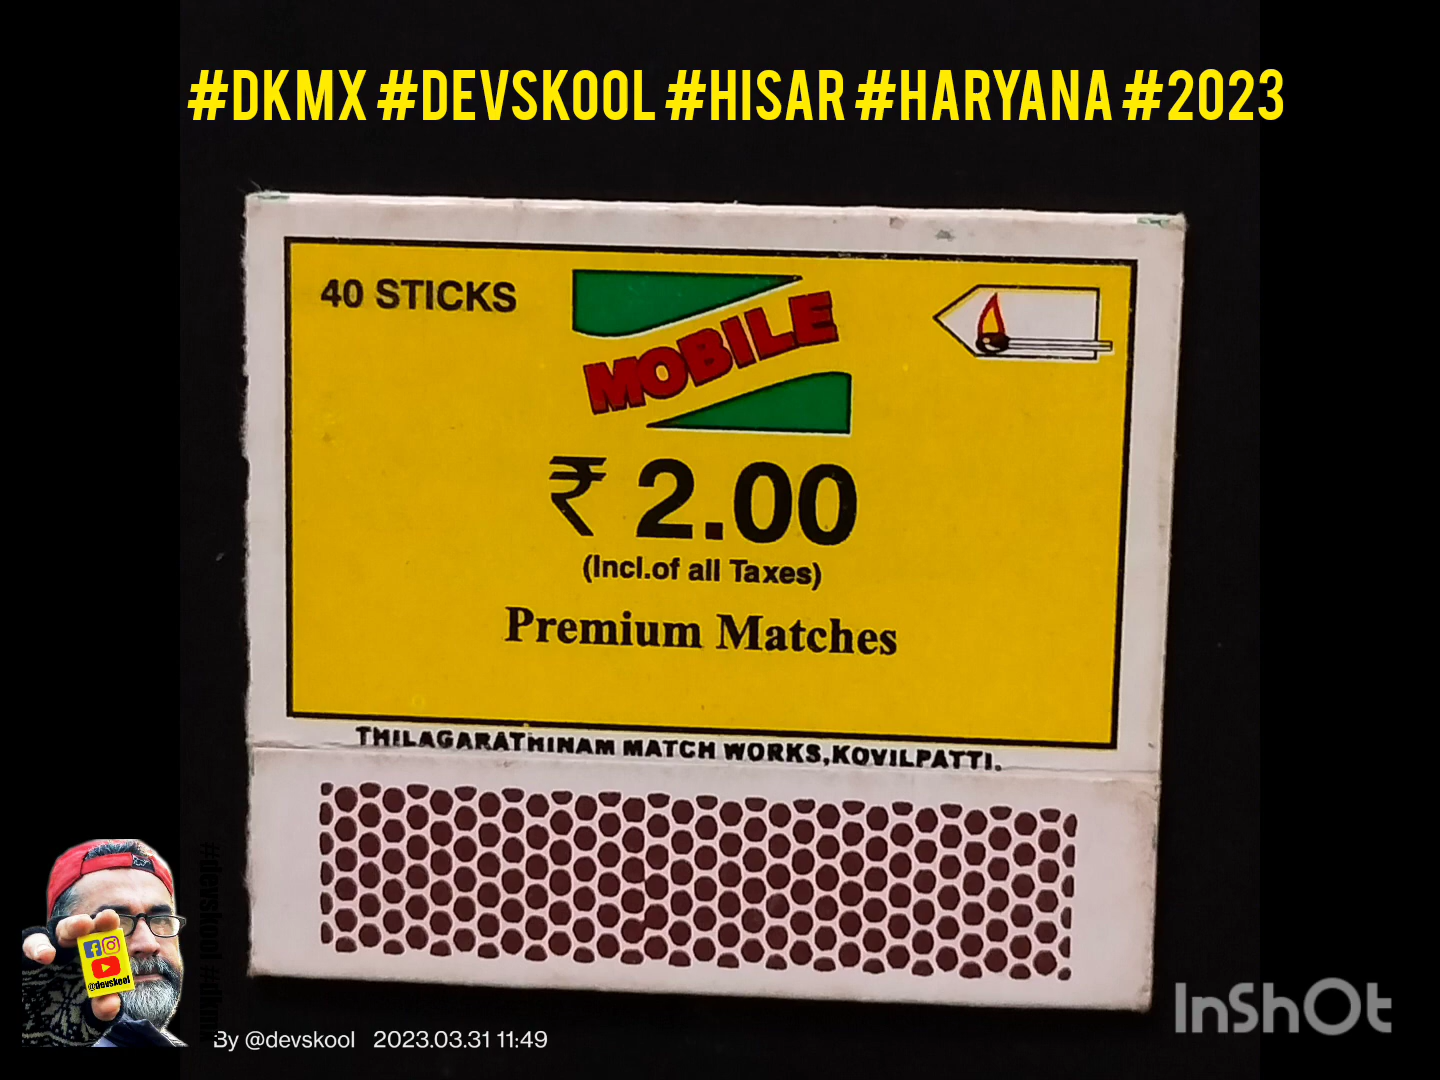 #DKMX #DEVSKOOL #HISAR #HARYANA #2023
40 STICKS
MOBILE
₹ 2.00
(Incl.of all Taxes)
Premium Matches
THILAGARATHINAM MATCH WORKS,KOVILPATTI.
@devskool
#devskool
By @devskool 2023.03.31 11:49
InShOt